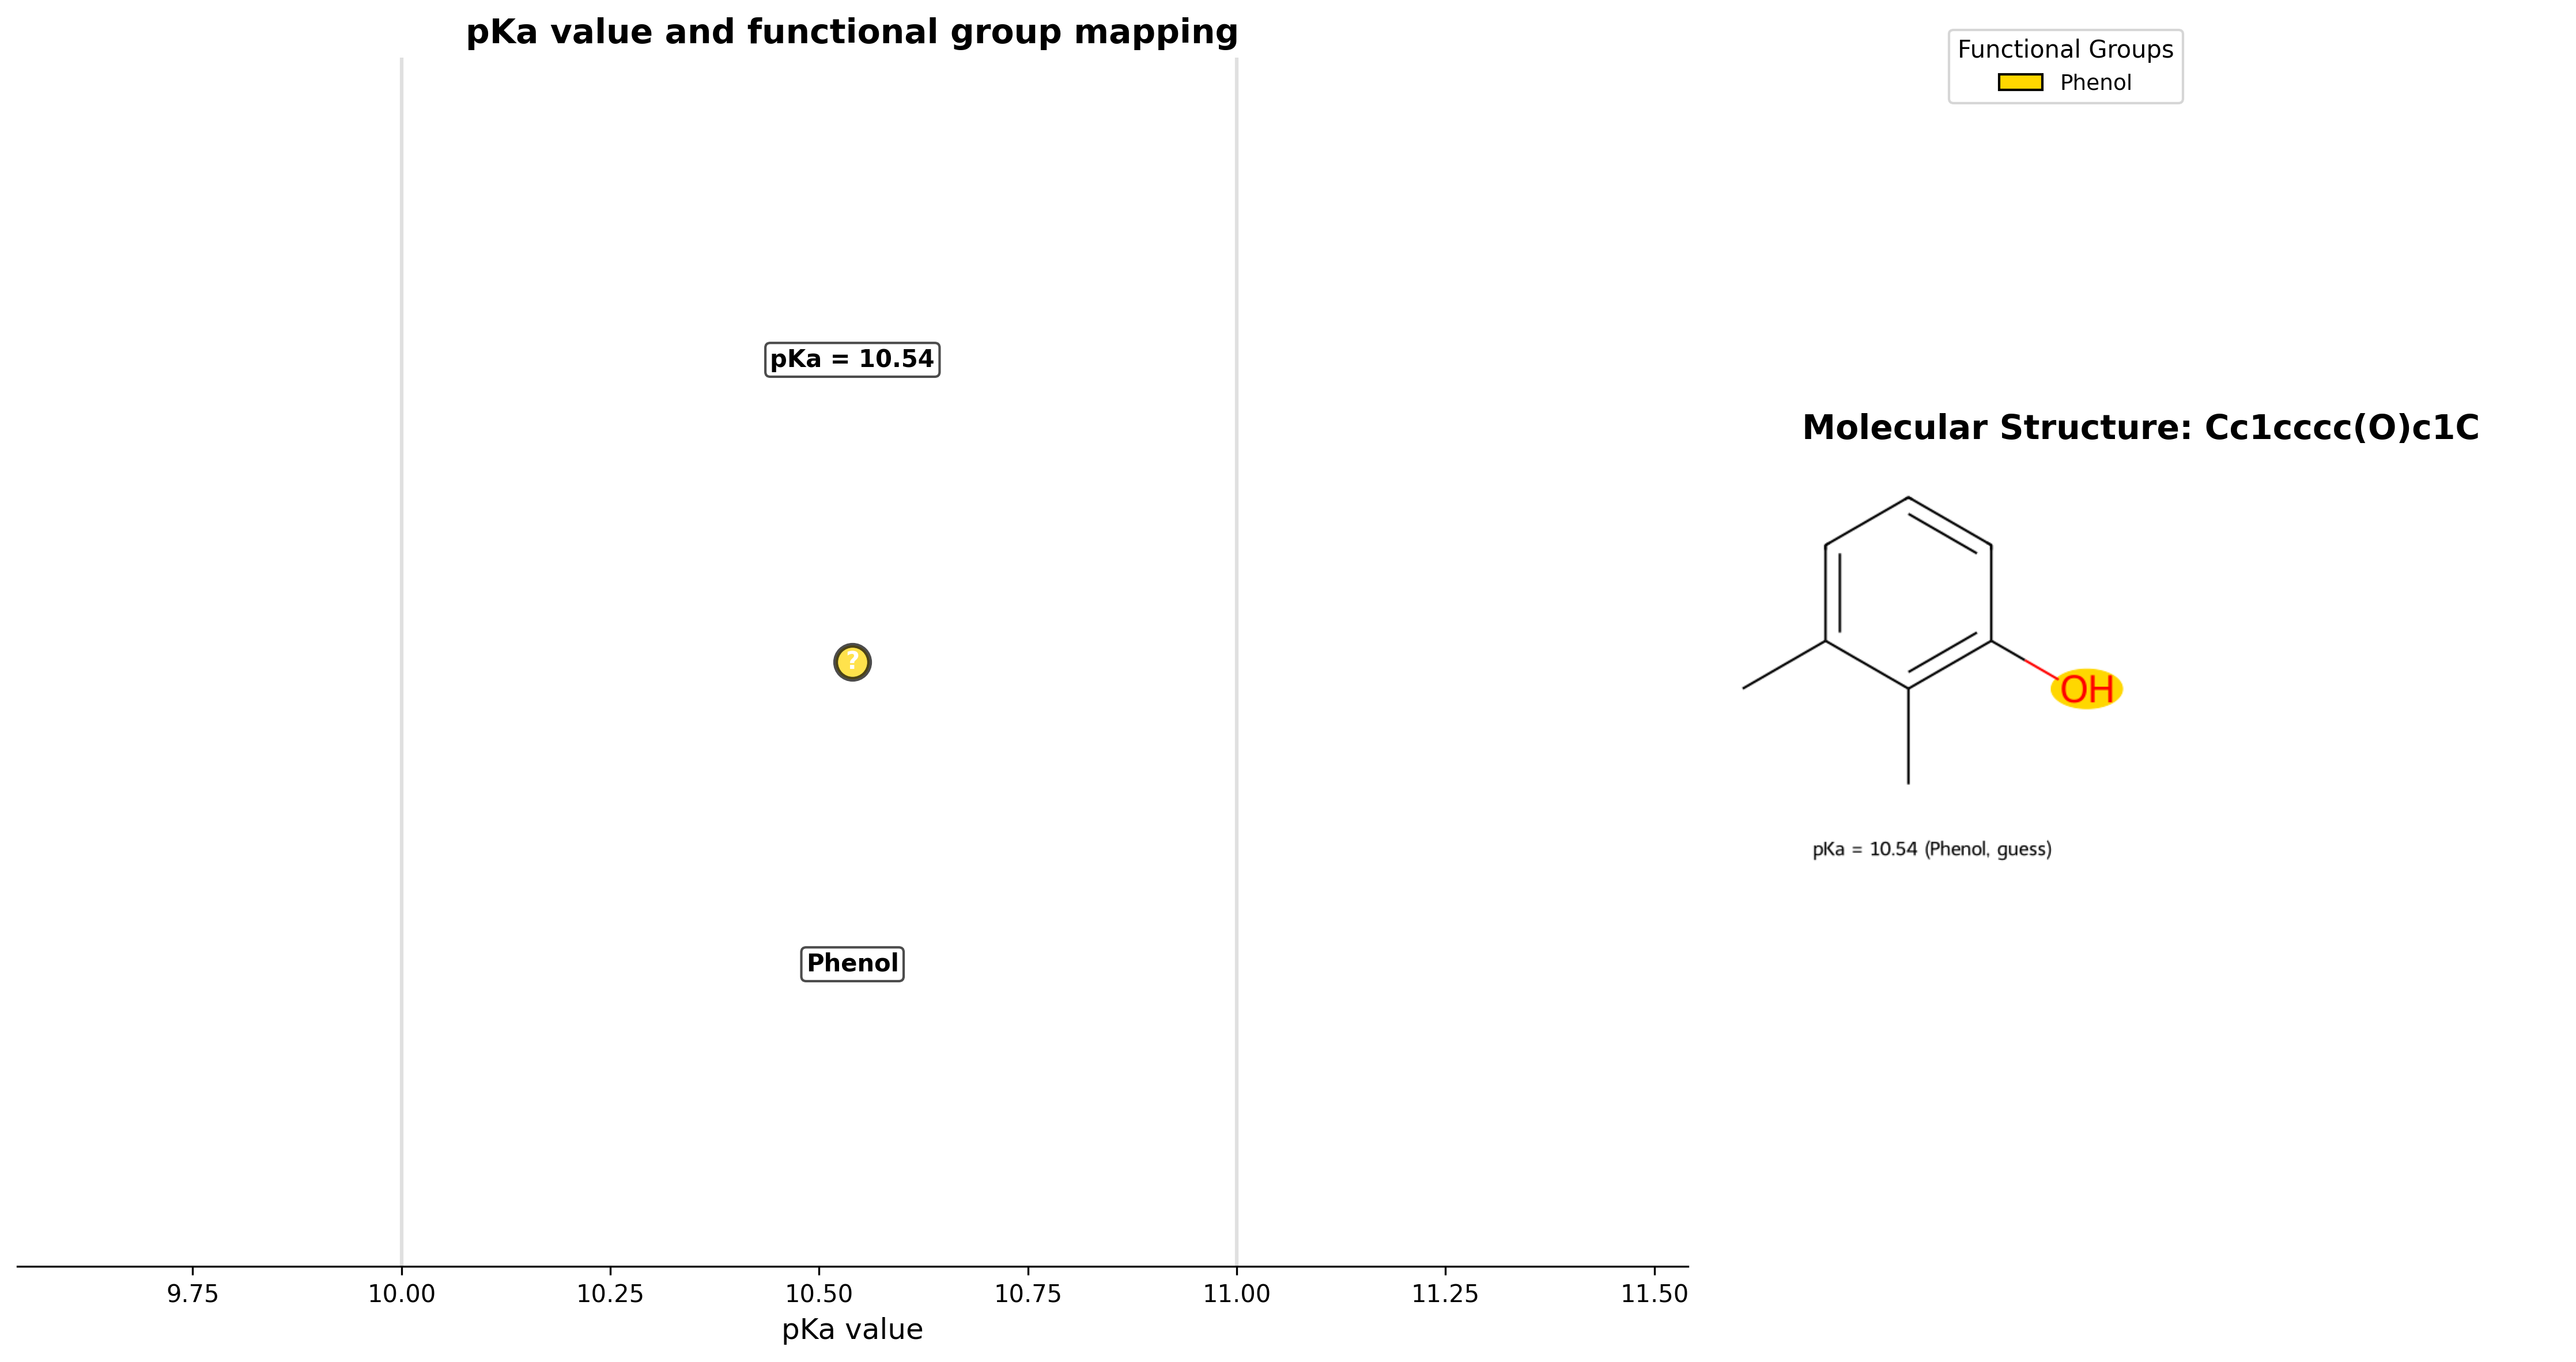 pKa value and functional group mapping
pKa = 10.54
?
Phenol
9.75 10.00 10.25 10.50 10.75 11.00 11.25 11.50
pKa value
Functional Groups
Phenol
Molecular Structure: Cc1cccc(O)c1C
OH
pKa = 10.54 (Phenol, guess)